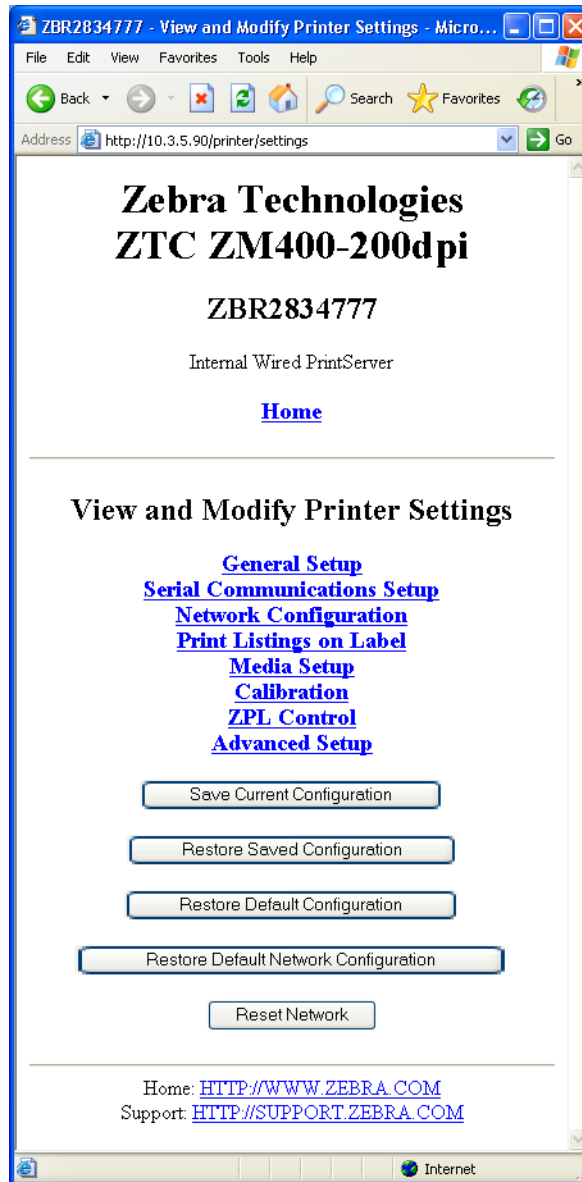 ZBR2834777 - View and Modify Printer Settings - Micro...
File Edit View Favorites Tools Help
Back Search Favorites
Address http://10.3.5.90/printer/settings Go
Zebra Technologies
ZTC ZM400-200dpi
ZBR2834777
Internal Wired PrintServer
Home
View and Modify Printer Settings
General Setup
Serial Communications Setup
Network Configuration
Print Listings on Label
Media Setup
Calibration
ZPL Control
Advanced Setup
Save Current Configuration
Restore Saved Configuration
Restore Default Configuration
Restore Default Network Configuration
Reset Network
Home: HTTP://WWW.ZEBRA.COM
Support: HTTP://SUPPORT.ZEBRA.COM
Internet